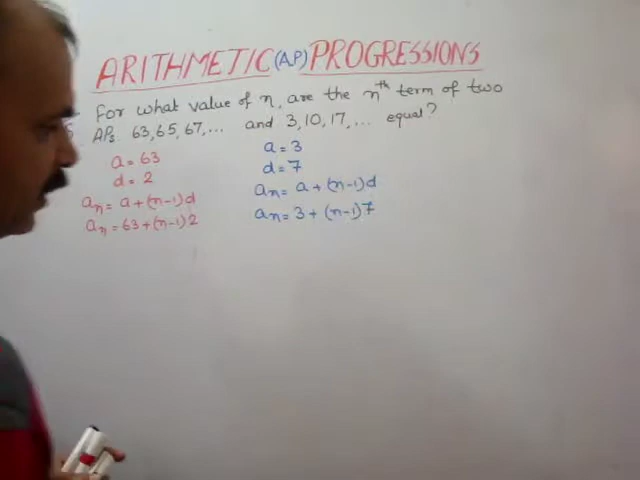 ARITHMETIC (A.P) PROGRESSIONS
For what value of n, are the nth term of two
APs 63, 65, 67, ... and 3, 10, 17, ... equal?
a = 63
d = 2
an = a + (n-1)d
an = 63 + (n-1)2
a = 3
d = 7
an = a + (n-1)d
an = 3 + (n-1)7